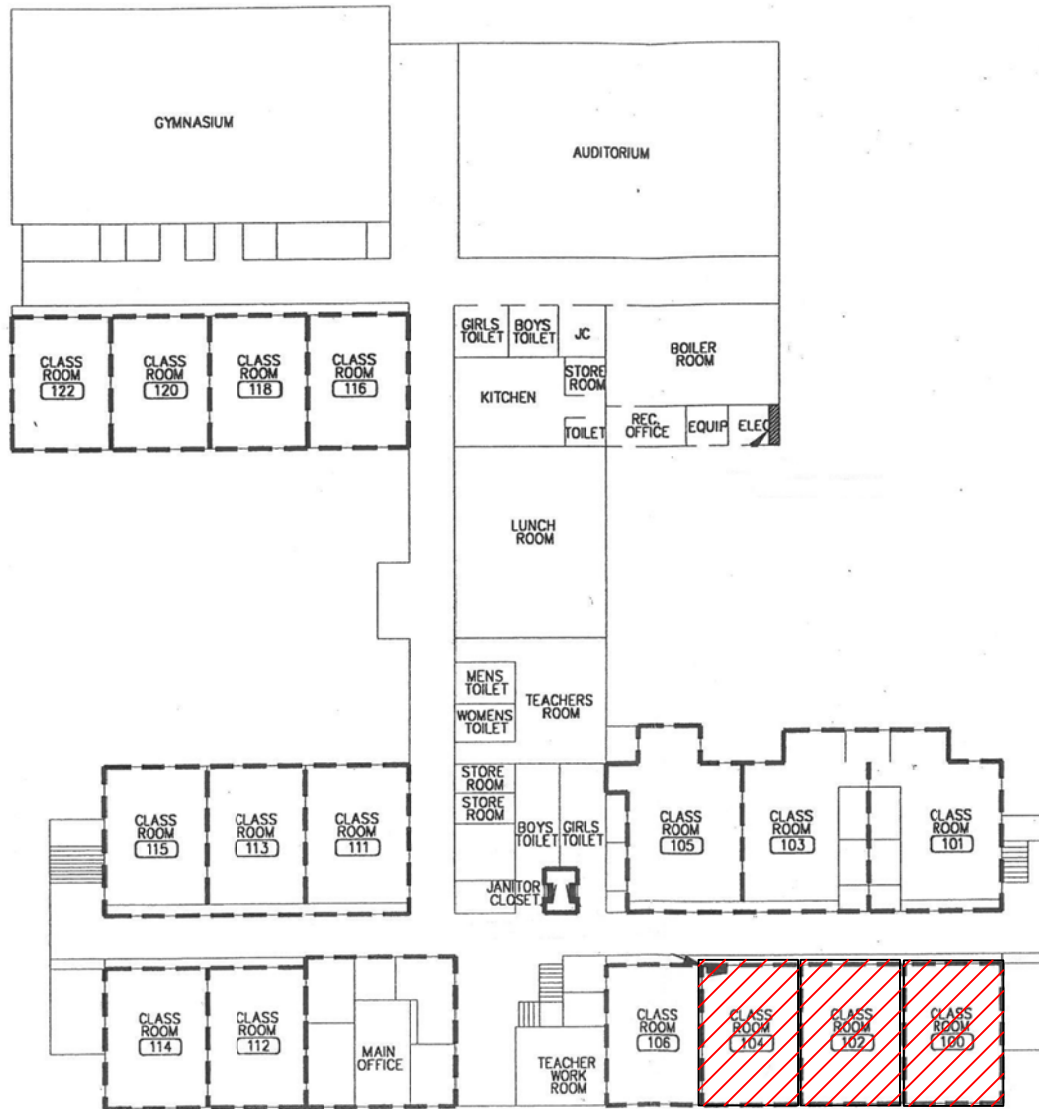 GYMNASIUM
AUDITORIUM
GIRLS
TOILET
BOYS
TOILET
JC
BOILER
ROOM
CLASS
ROOM
122
CLASS
ROOM
120
CLASS
ROOM
118
CLASS
ROOM
116
STORE
ROOM
KITCHEN
TOILET
REC.
OFFICE
EQUIP
ELEC
LUNCH
ROOM
MENS
TOILET
TEACHERS
ROOM
WOMENS
TOILET
STORE
ROOM
STORE
ROOM
BOYS
TOILET
GIRLS
TOILET
JANITOR
CLOSET
CLASS
ROOM
115
CLASS
ROOM
113
CLASS
ROOM
111
CLASS
ROOM
105
CLASS
ROOM
103
CLASS
ROOM
101
CLASS
ROOM
114
CLASS
ROOM
112
MAIN
OFFICE
TEACHER
WORK
ROOM
CLASS
ROOM
106
CLASS
ROOM
104
CLASS
ROOM
102
CLASS
ROOM
100